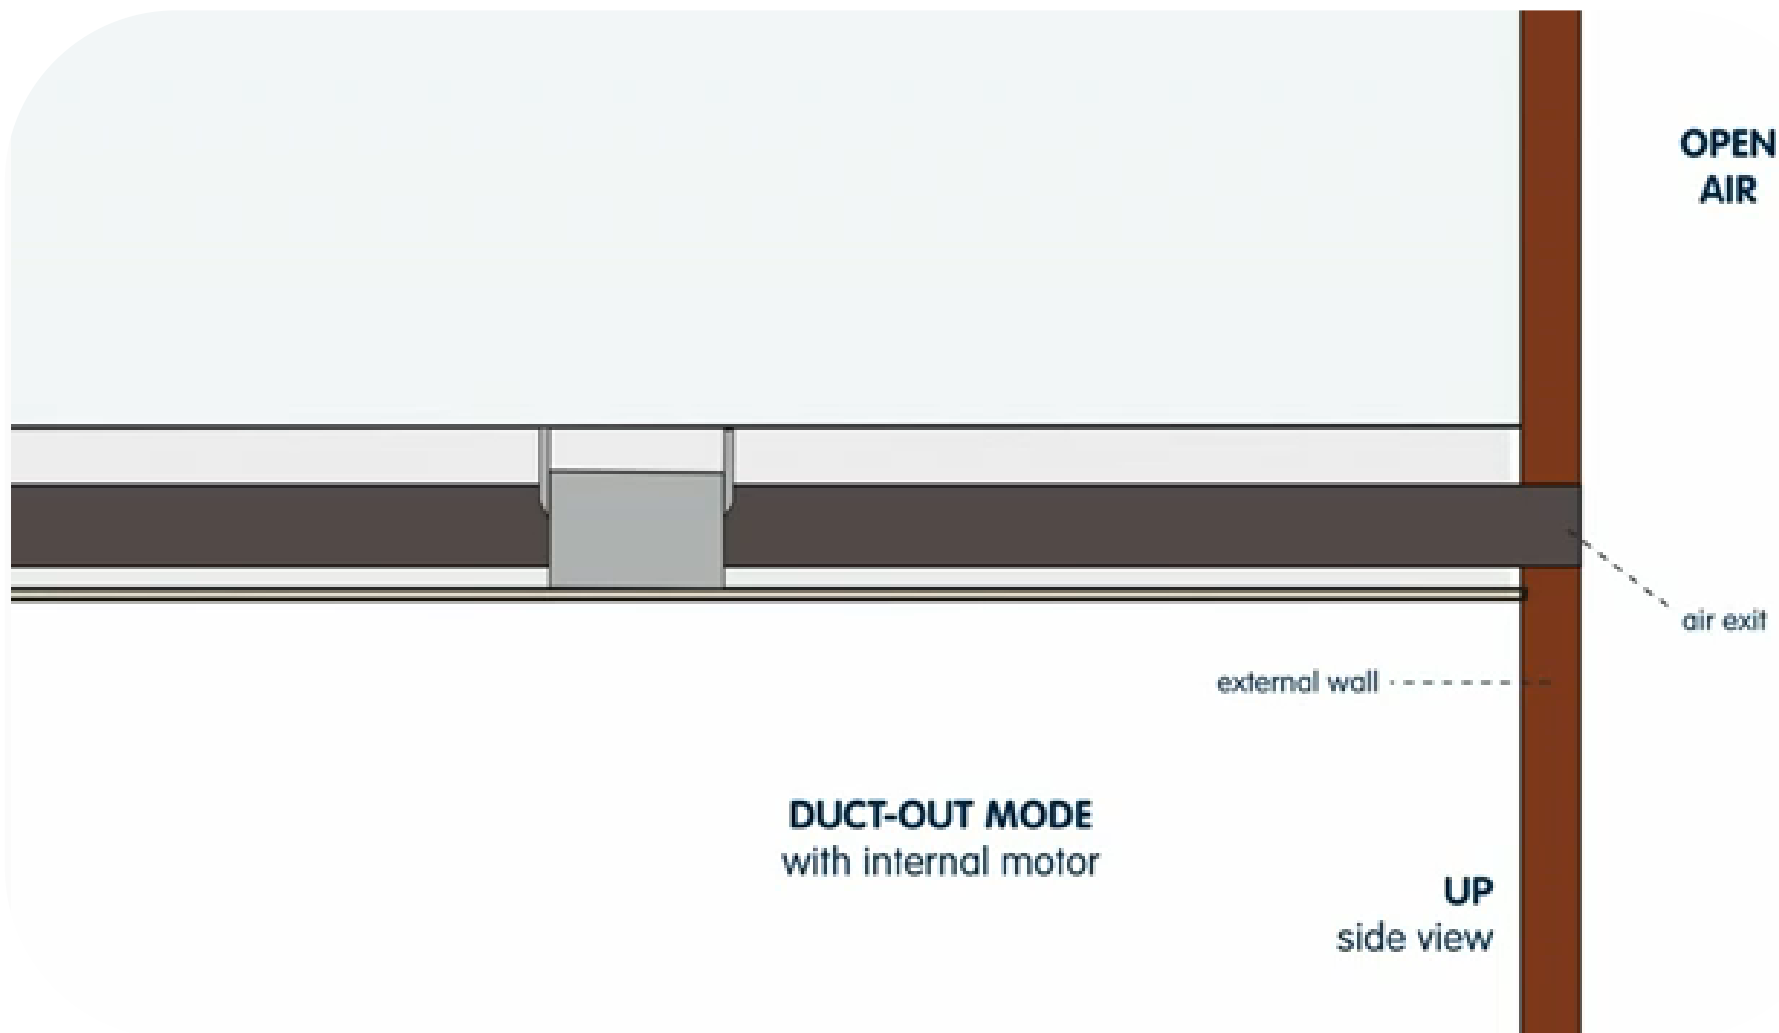 OPEN
AIR
air exit
external wall
DUCT-OUT MODE
with internal motor
UP
side view